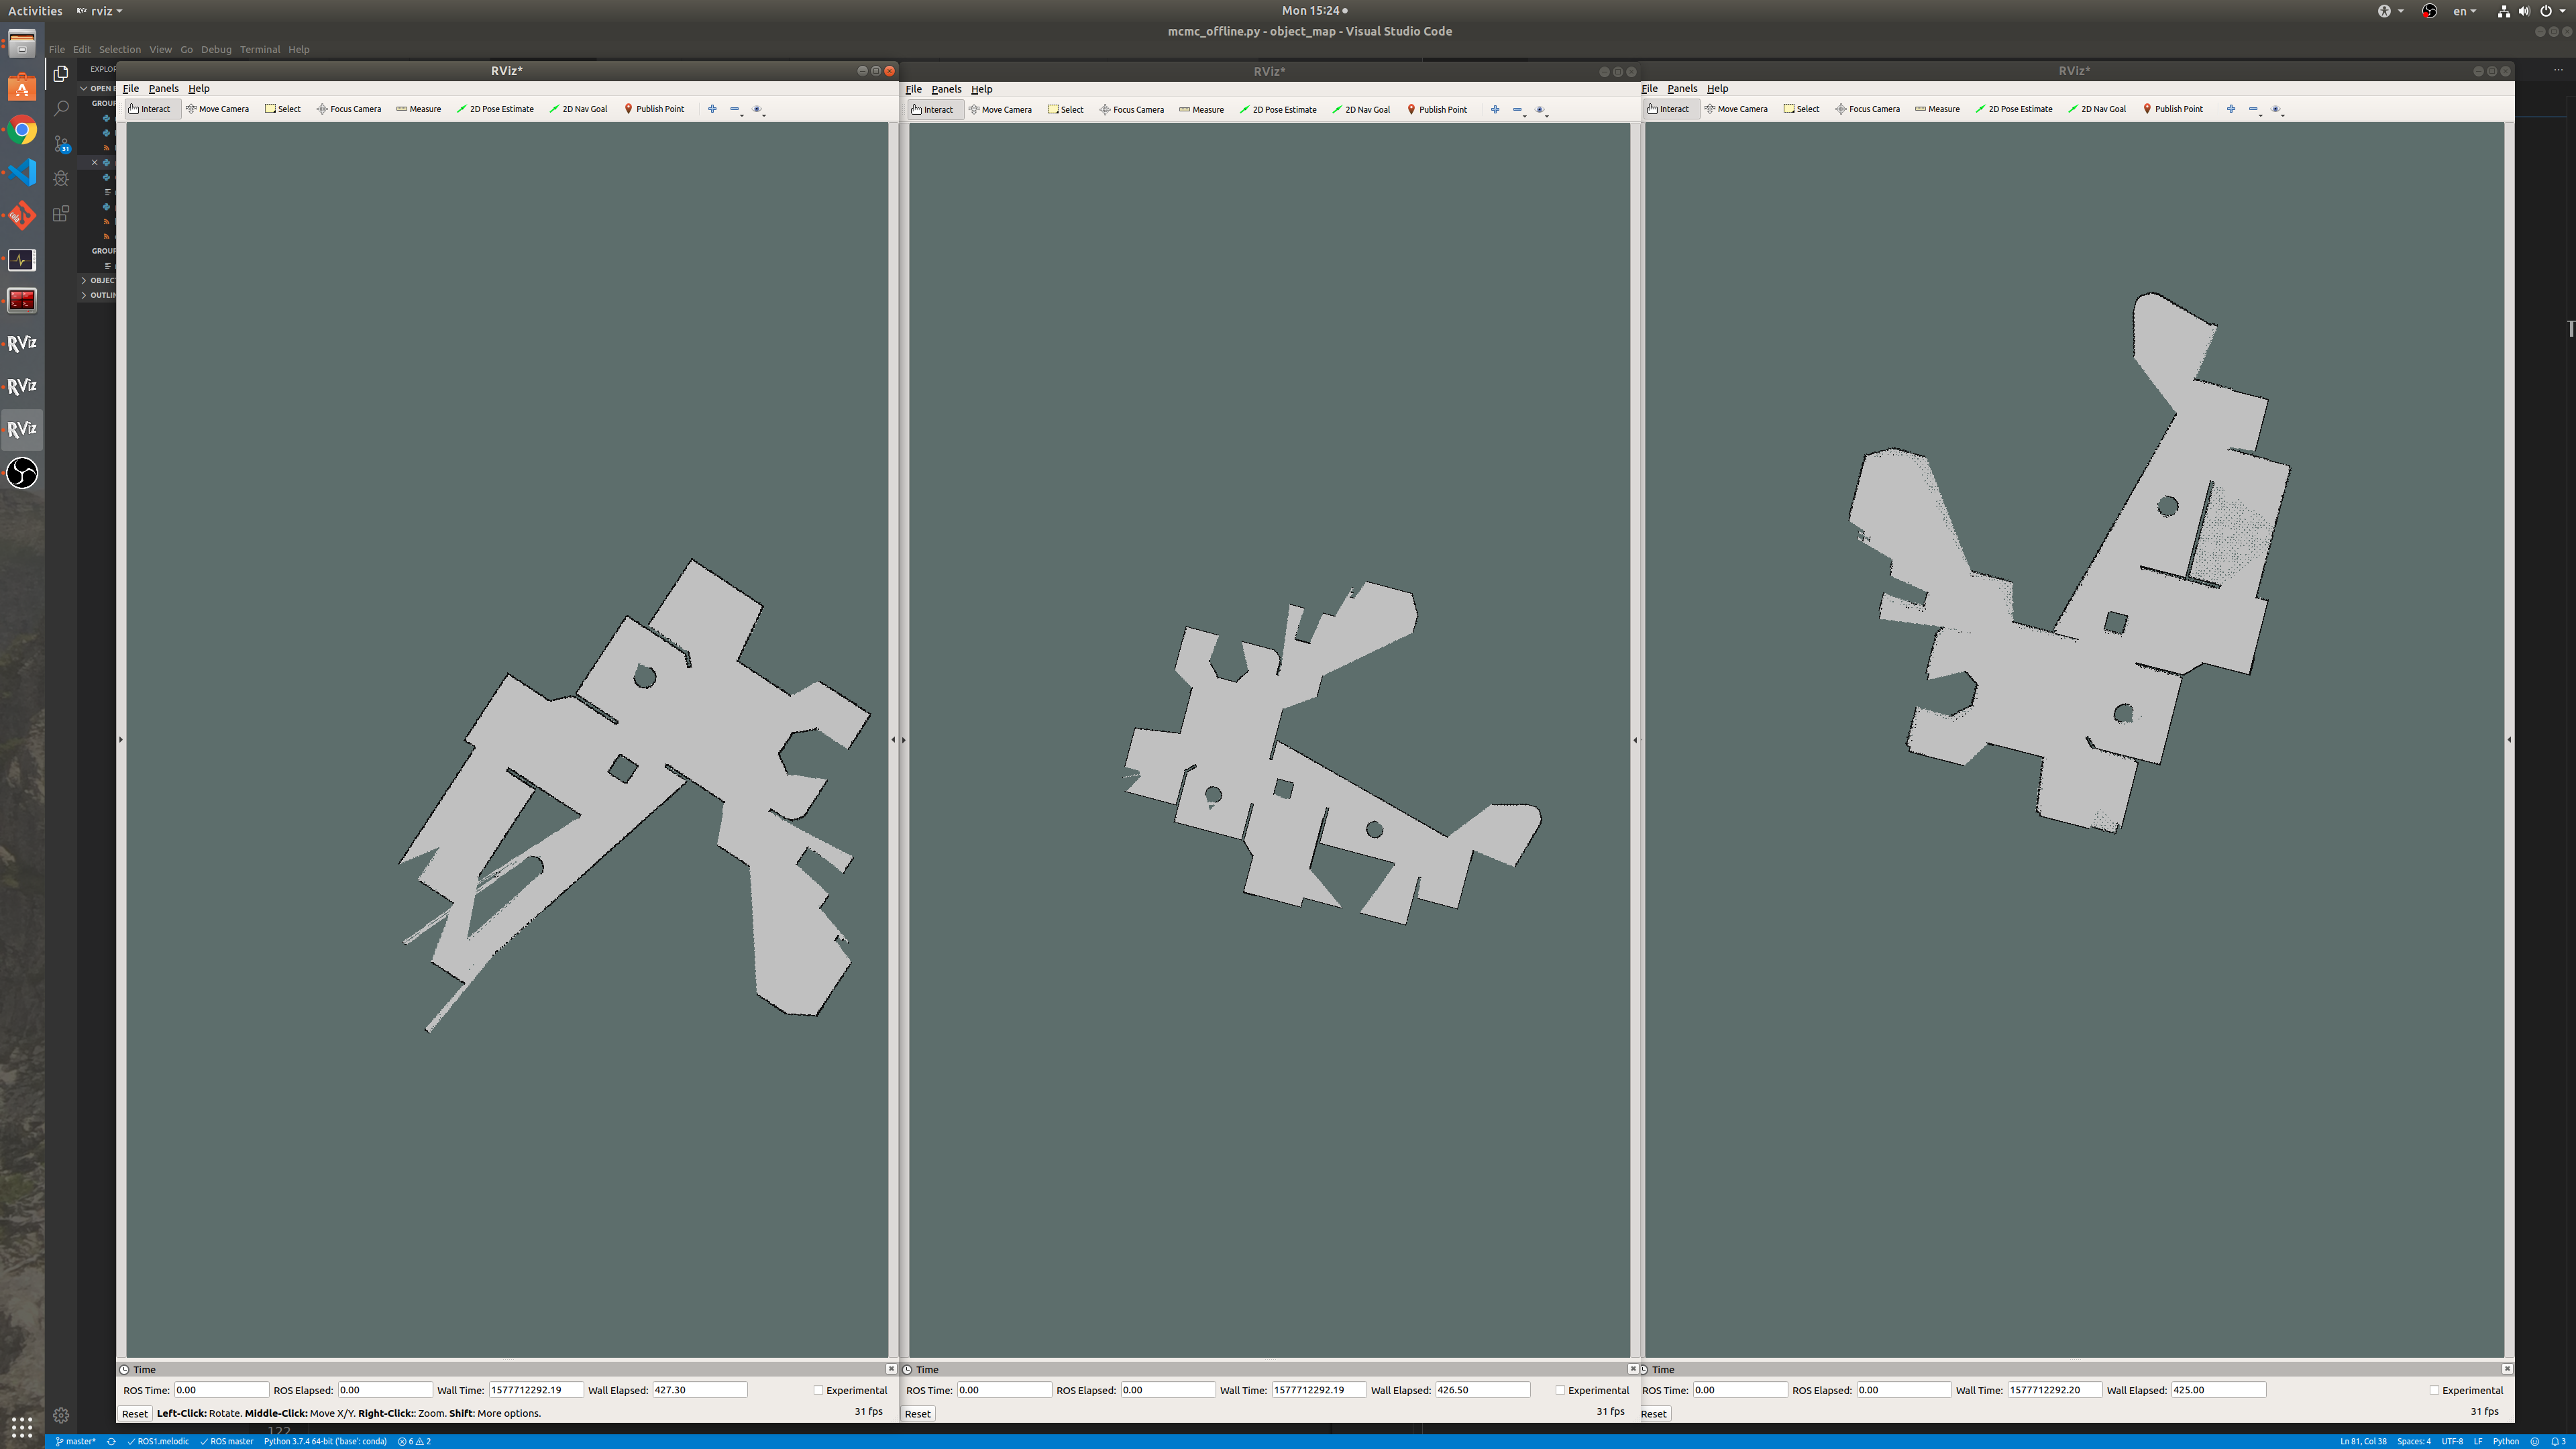 Activities rviz Mon 15:24 en
mcmc_offline.py - object_map - Visual Studio Code
File Edit Selection View Go Debug Terminal Help
EXPLOR
OPEN E
GROUP
GROUP
OBJECT
OUTLIN
31
RViz*
File Panels Help
Interact Move Camera Select Focus Camera Measure 2D Pose Estimate 2D Nav Goal Publish Point
Time
ROS Time: 0.00 ROS Elapsed: 0.00 Wall Time: 1577712292.19 Wall Elapsed: 427.30 Experimental
Reset Left-Click: Rotate. Middle-Click: Move X/Y. Right-Click:: Zoom. Shift: More options. 31 fps
RViz*
File Panels Help
Interact Move Camera Select Focus Camera Measure 2D Pose Estimate 2D Nav Goal Publish Point
Time
ROS Time: 0.00 ROS Elapsed: 0.00 Wall Time: 1577712292.19 Wall Elapsed: 426.50 Experimental
Reset 31 fps
RViz*
File Panels Help
Interact Move Camera Select Focus Camera Measure 2D Pose Estimate 2D Nav Goal Publish Point
Time
ROS Time: 0.00 ROS Elapsed: 0.00 Wall Time: 1577712292.20 Wall Elapsed: 425.00 Experimental
Reset 31 fps
RViz
RViz
RViz
122
master* ROS1.melodic ROS master Python 3.7.4 64-bit ('base': conda) 6 2 Ln 81, Col 38 Spaces: 4 UTF-8 LF Python 3